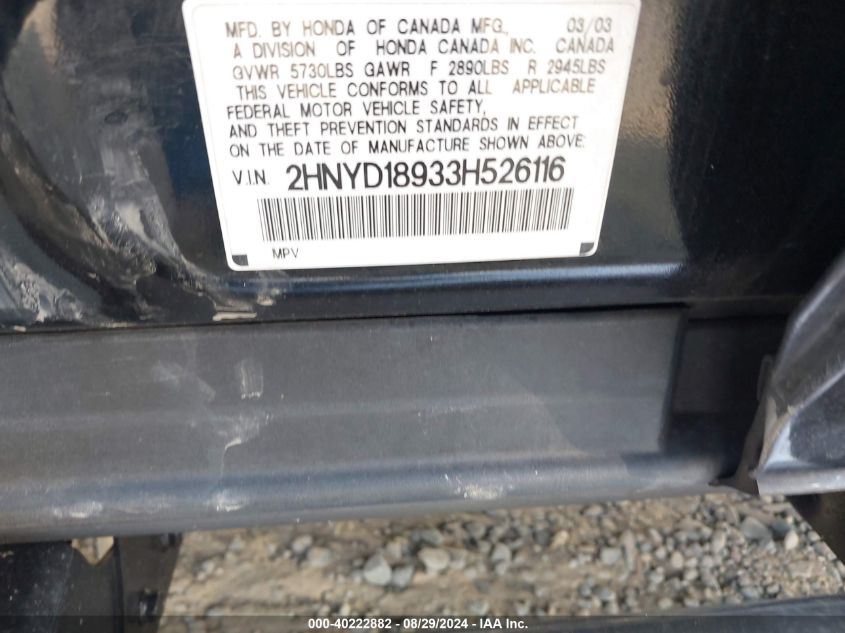 MFD. BY HONDA OF CANADA MFG., 03/03
A DIVISION OF HONDA CANADA INC. CANADA
GVWR 5730LBS GAWR F 2890LBS R 2945LBS
THIS VEHICLE CONFORMS TO ALL APPLICABLE
FEDERAL MOTOR VEHICLE SAFETY,
AND THEFT PREVENTION STANDARDS IN EFFECT
ON THE DATE OF MANUFACTURE SHOWN ABOVE.
V.I.N. 2HNYD18933H526116
MPV
000-40222882 - 08/29/2024 - IAAI.com